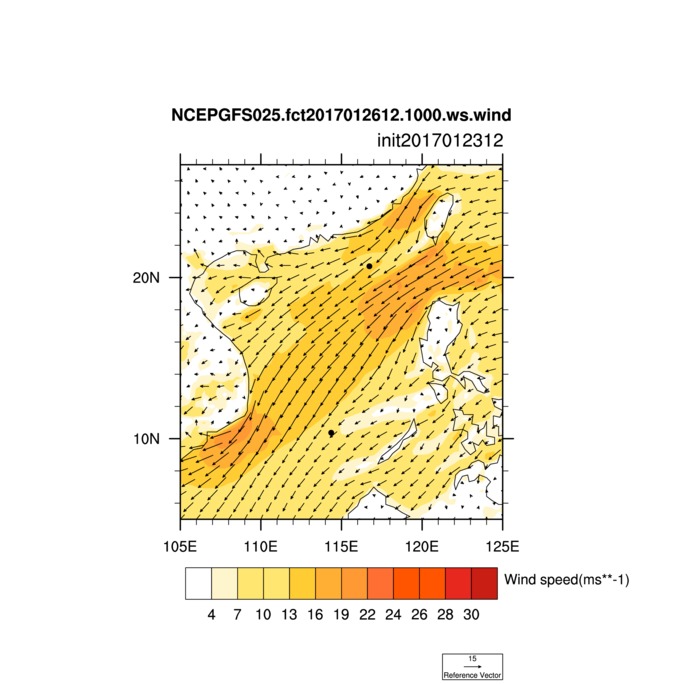 NCEPGFS025.fct2017012612.1000.ws.wind
init2017012312
20N
10N
105E 110E 115E 120E 125E
4 7 10 13 16 19 22 24 26 28 30
Wind speed(ms**-1)
15
Reference Vector